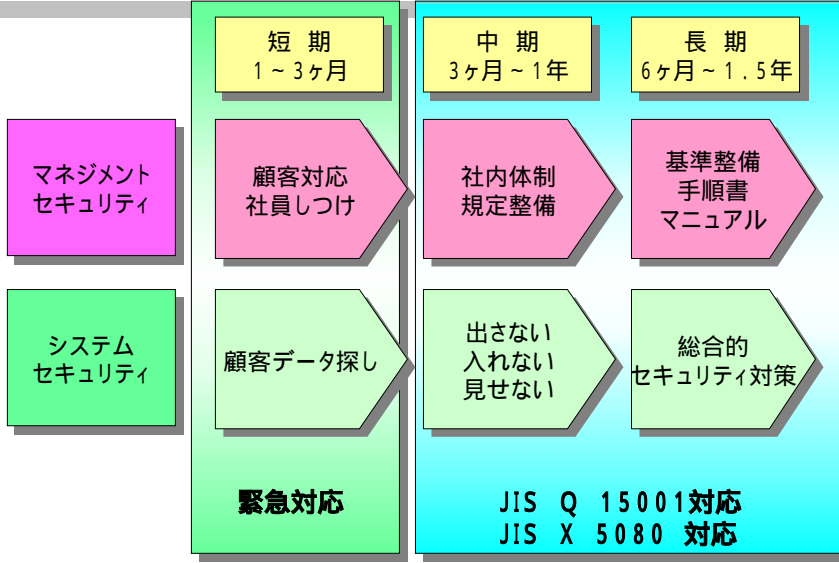 短 期
1~3ヶ月
中 期
3ヶ月~1年
長 期
6ヶ月~1.5年
マネジメント
セキュリティ
顧客対応
社員しつけ
社内体制
規定整備
基準整備
手順書
マニュアル
システム
セキュリティ
顧客データ探し
出さない
入れない
見せない
総合的
セキュリティ対策
緊急対応
JIS Q 15001対応
JIS X 5080 対応